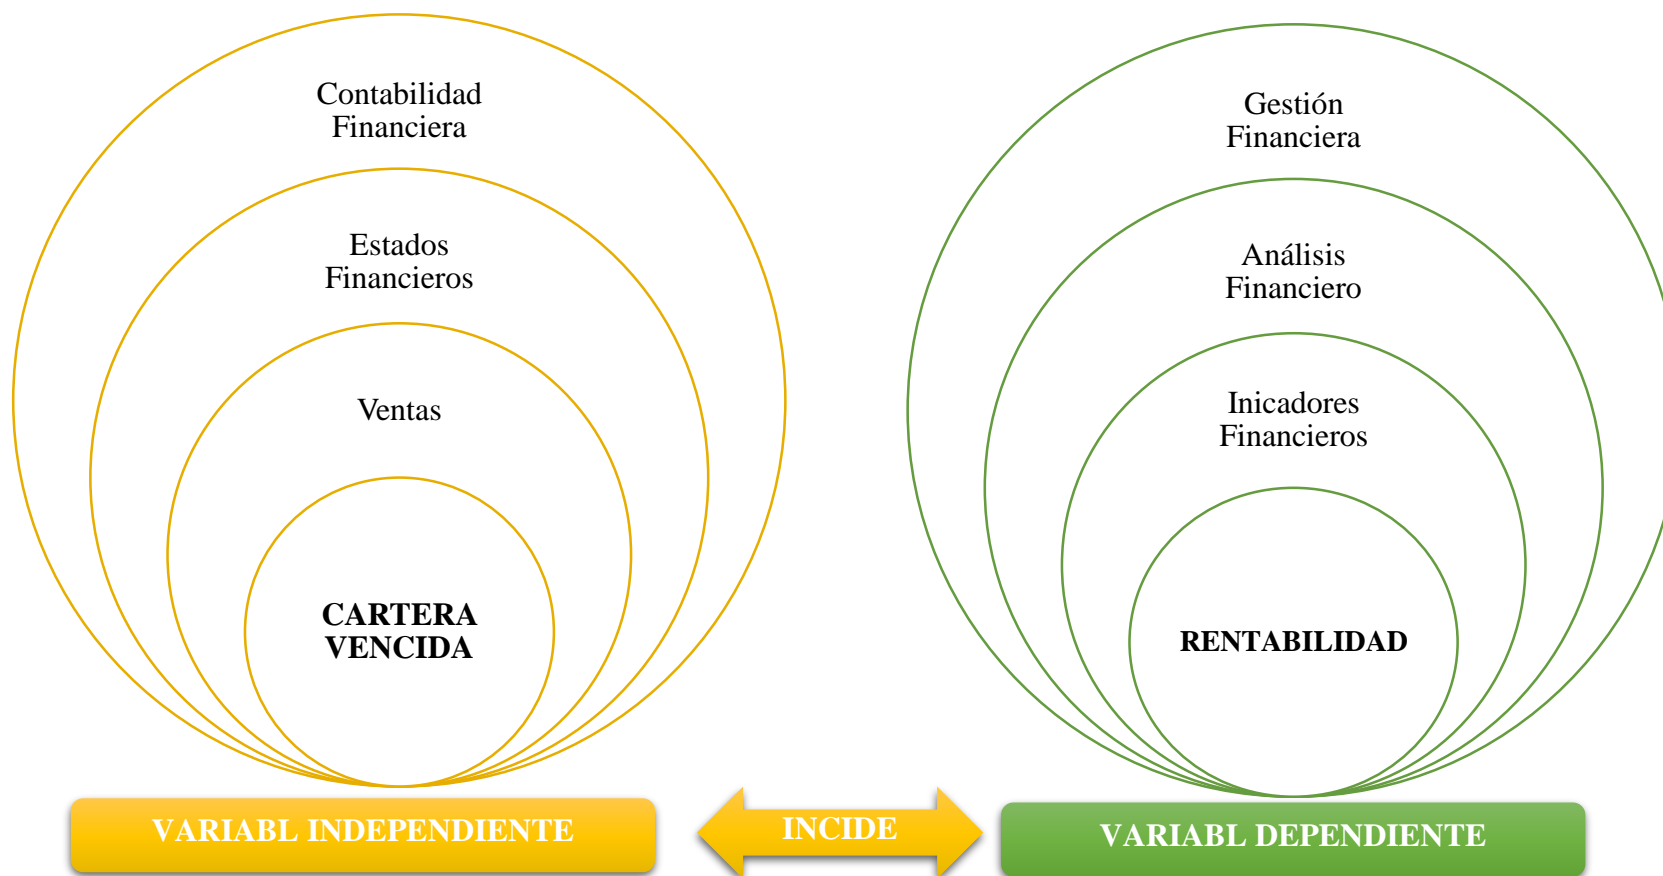 Contabilidad
Financiera
Estados
Financieros
Ventas
CARTERA
VENCIDA
VARIABL INDEPENDIENTE
INCIDE
Gestión
Financiera
Análisis
Financiero
Inicadores
Financieros
RENTABILIDAD
VARIABL DEPENDIENTE